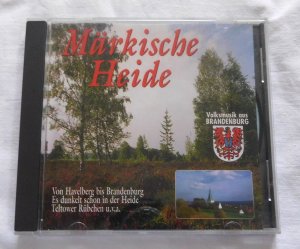 Märkische
Heide
Volksmusik aus
BRANDENBURG
Von Havelberg bis Brandenburg
Es dunkelt schon in der Heide
Teltower Rübchen u.v.a.